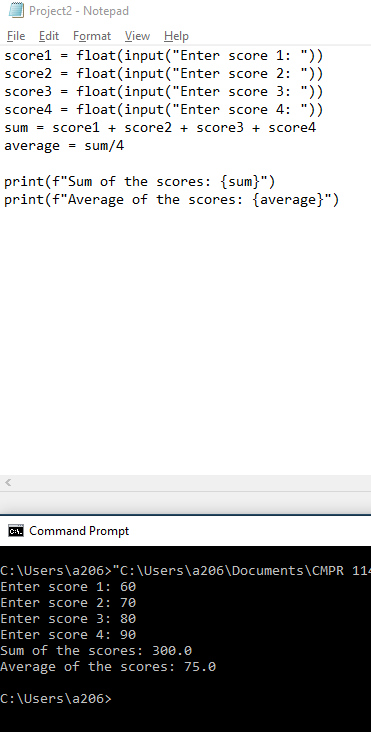 Project2 - Notepad
File Edit Format View Help
score1 = float(input("Enter score 1: "))
score2 = float(input("Enter score 2: "))
score3 = float(input("Enter score 3: "))
score4 = float(input("Enter score 4: "))
sum = score1 + score2 + score3 + score4
average = sum/4
print(f"Sum of the scores: {sum}")
print(f"Average of the scores: {average}")
Command Prompt
C:\Users\a206>"C:\Users\a206\Documents\CMPR 114
Enter score 1: 60
Enter score 2: 70
Enter score 3: 80
Enter score 4: 90
Sum of the scores: 300.0
Average of the scores: 75.0
C:\Users\a206>